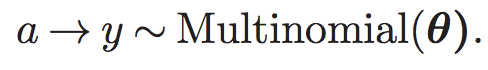 a → y ∼ Multinomial(θ).